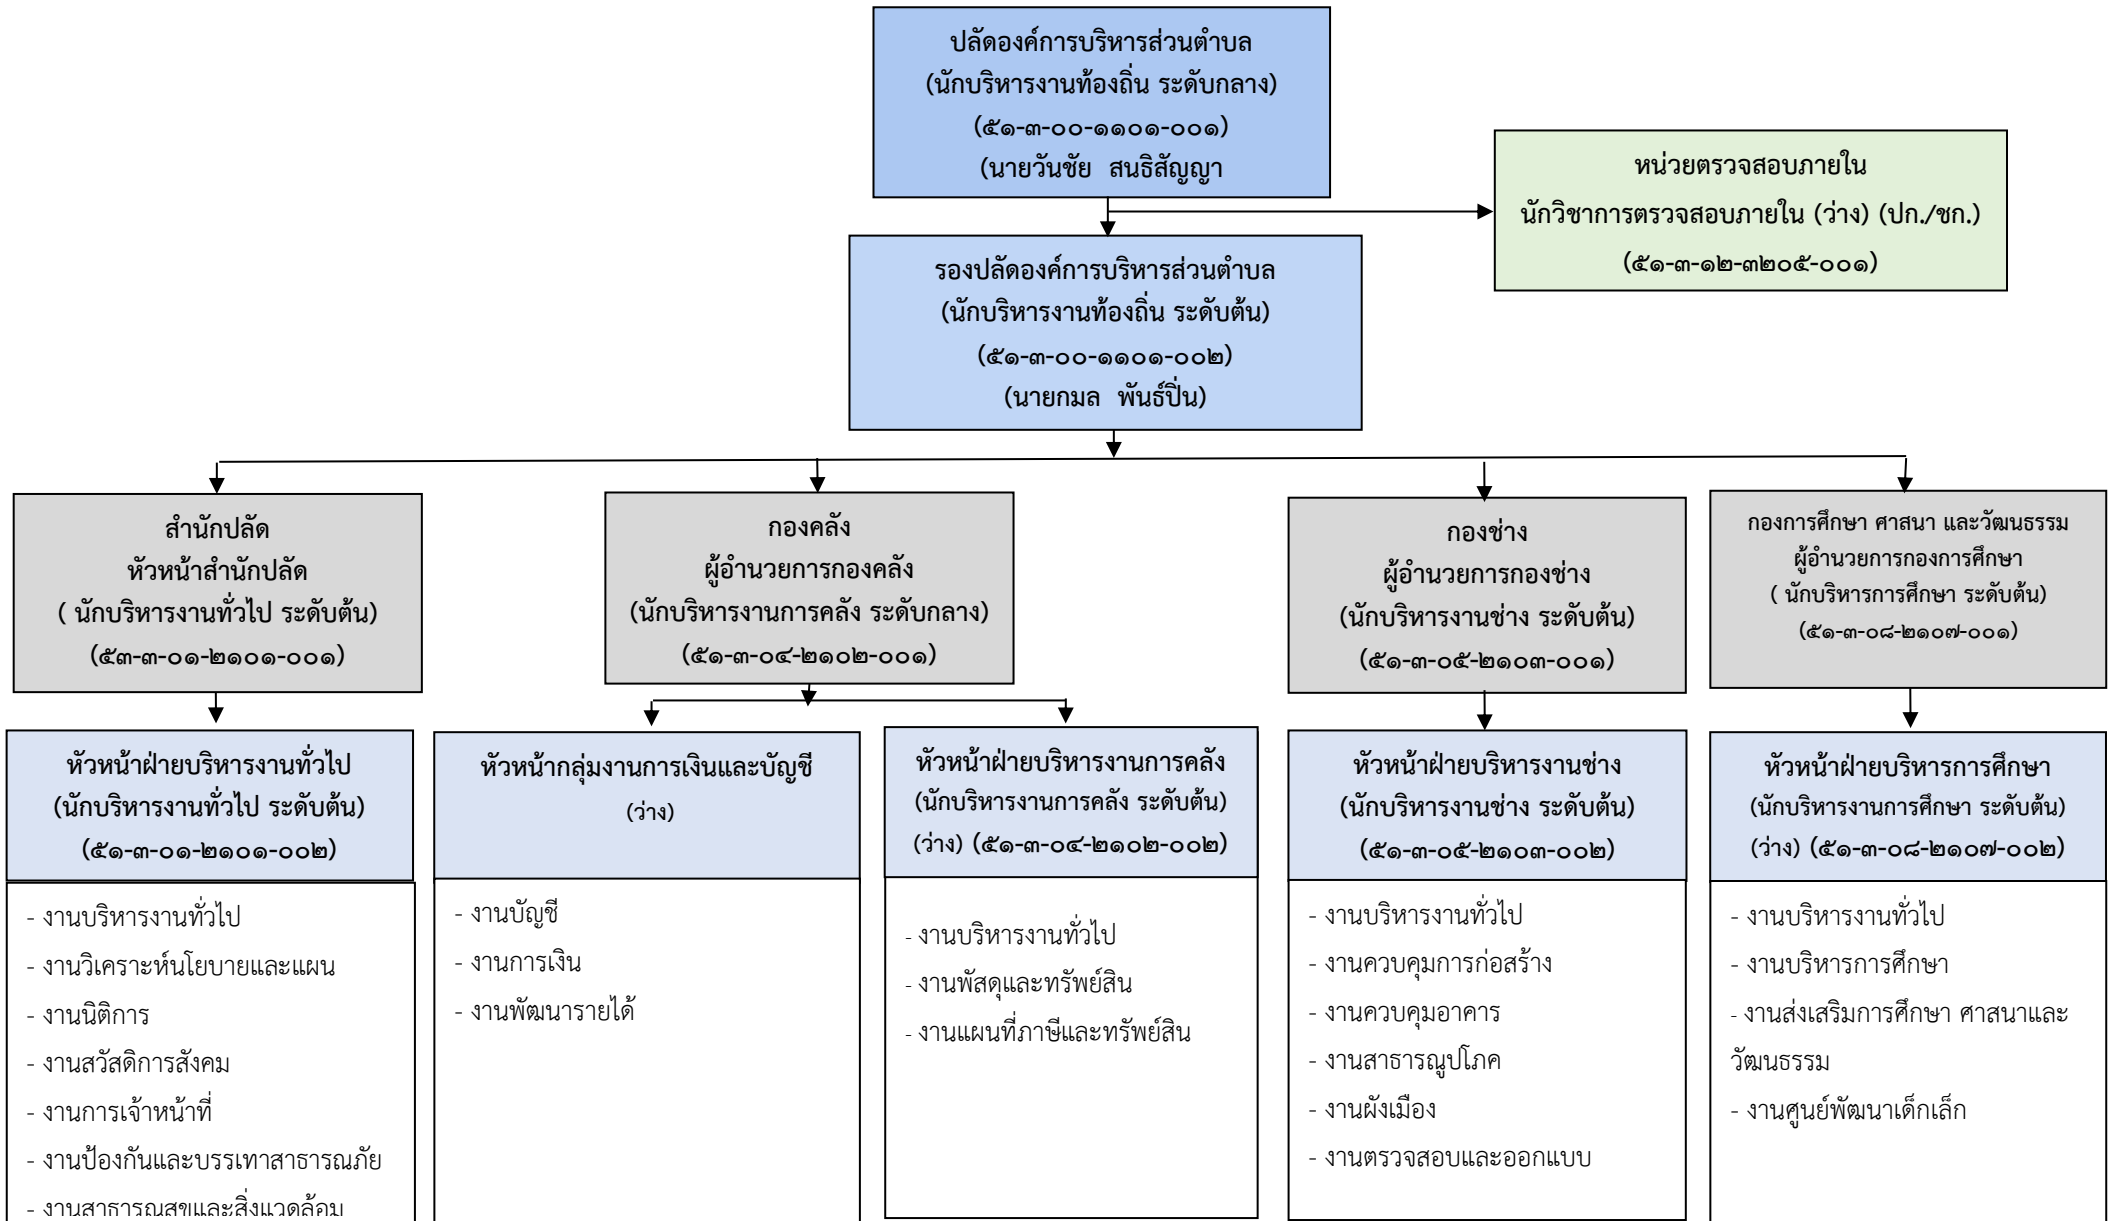 ปลัดองค์การบริหารส่วนตำบล
(นักบริหารงานท้องถิ่น ระดับกลาง)
(๕๑-๓-๐๐-๑๑๐๑-๐๐๑)
(นายวันชัย สนธิสัญญา
หน่วยตรวจสอบภายใน
นักวิชาการตรวจสอบภายใน (ว่าง) (ปก./ชก.)
(๕๑-๓-๑๒-๓๒๐๕-๐๐๑)
รองปลัดองค์การบริหารส่วนตำบล
(นักบริหารงานท้องถิ่น ระดับต้น)
(๕๑-๓-๐๐-๑๑๐๑-๐๐๒)
(นายกมล พันธ์ปิ่น)
สำนักปลัด
หัวหน้าสำนักปลัด
( นักบริหารงานทั่วไป ระดับต้น)
(๕๓-๓-๐๑-๒๑๐๑-๐๐๑)
กองคลัง
ผู้อำนวยการกองคลัง
(นักบริหารงานการคลัง ระดับกลาง)
(๕๑-๓-๐๔-๒๑๐๒-๐๐๑)
กองช่าง
ผู้อำนวยการกองช่าง
(นักบริหารงานช่าง ระดับต้น)
(๕๑-๓-๐๕-๒๑๐๓-๐๐๑)
กองการศึกษา ศาสนา และวัฒนธรรม
ผู้อำนวยการกองการศึกษา
( นักบริหารการศึกษา ระดับต้น)
(๕๑-๓-๐๘-๒๑๐๗-๐๐๑)
หัวหน้าฝ่ายบริหารงานทั่วไป
(นักบริหารงานทั่วไป ระดับต้น)
(๕๑-๓-๐๑-๒๑๐๑-๐๐๒)
- งานบริหารงานทั่วไป
- งานวิเคราะห์นโยบายและแผน
- งานนิติการ
- งานสวัสดิการสังคม
- งานการเจ้าหน้าที่
- งานป้องกันและบรรเทาสาธารณภัย
- งานสาธารณสุขและสิ่งแวดล้อม
หัวหน้ากลุ่มงานการเงินและบัญชี
(ว่าง)
- งานบัญชี
- งานการเงิน
- งานพัฒนารายได้
หัวหน้าฝ่ายบริหารงานการคลัง
(นักบริหารงานการคลัง ระดับต้น)
(ว่าง) (๕๑-๓-๐๔-๒๑๐๒-๐๐๒)
- งานบริหารงานทั่วไป
- งานพัสดุและทรัพย์สิน
- งานแผนที่ภาษีและทรัพย์สิน
หัวหน้าฝ่ายบริหารงานช่าง
(นักบริหารงานช่าง ระดับต้น)
(๕๑-๓-๐๕-๒๑๐๓-๐๐๒)
- งานบริหารงานทั่วไป
- งานควบคุมการก่อสร้าง
- งานควบคุมอาคาร
- งานสาธารณูปโภค
- งานผังเมือง
- งานตรวจสอบและออกแบบ
หัวหน้าฝ่ายบริหารการศึกษา
(นักบริหารงานการศึกษา ระดับต้น)
(ว่าง) (๕๑-๓-๐๘-๒๑๐๗-๐๐๒)
- งานบริหารงานทั่วไป
- งานบริหารการศึกษา
- งานส่งเสริมการศึกษา ศาสนาและ
วัฒนธรรม
- งานศูนย์พัฒนาเด็กเล็ก